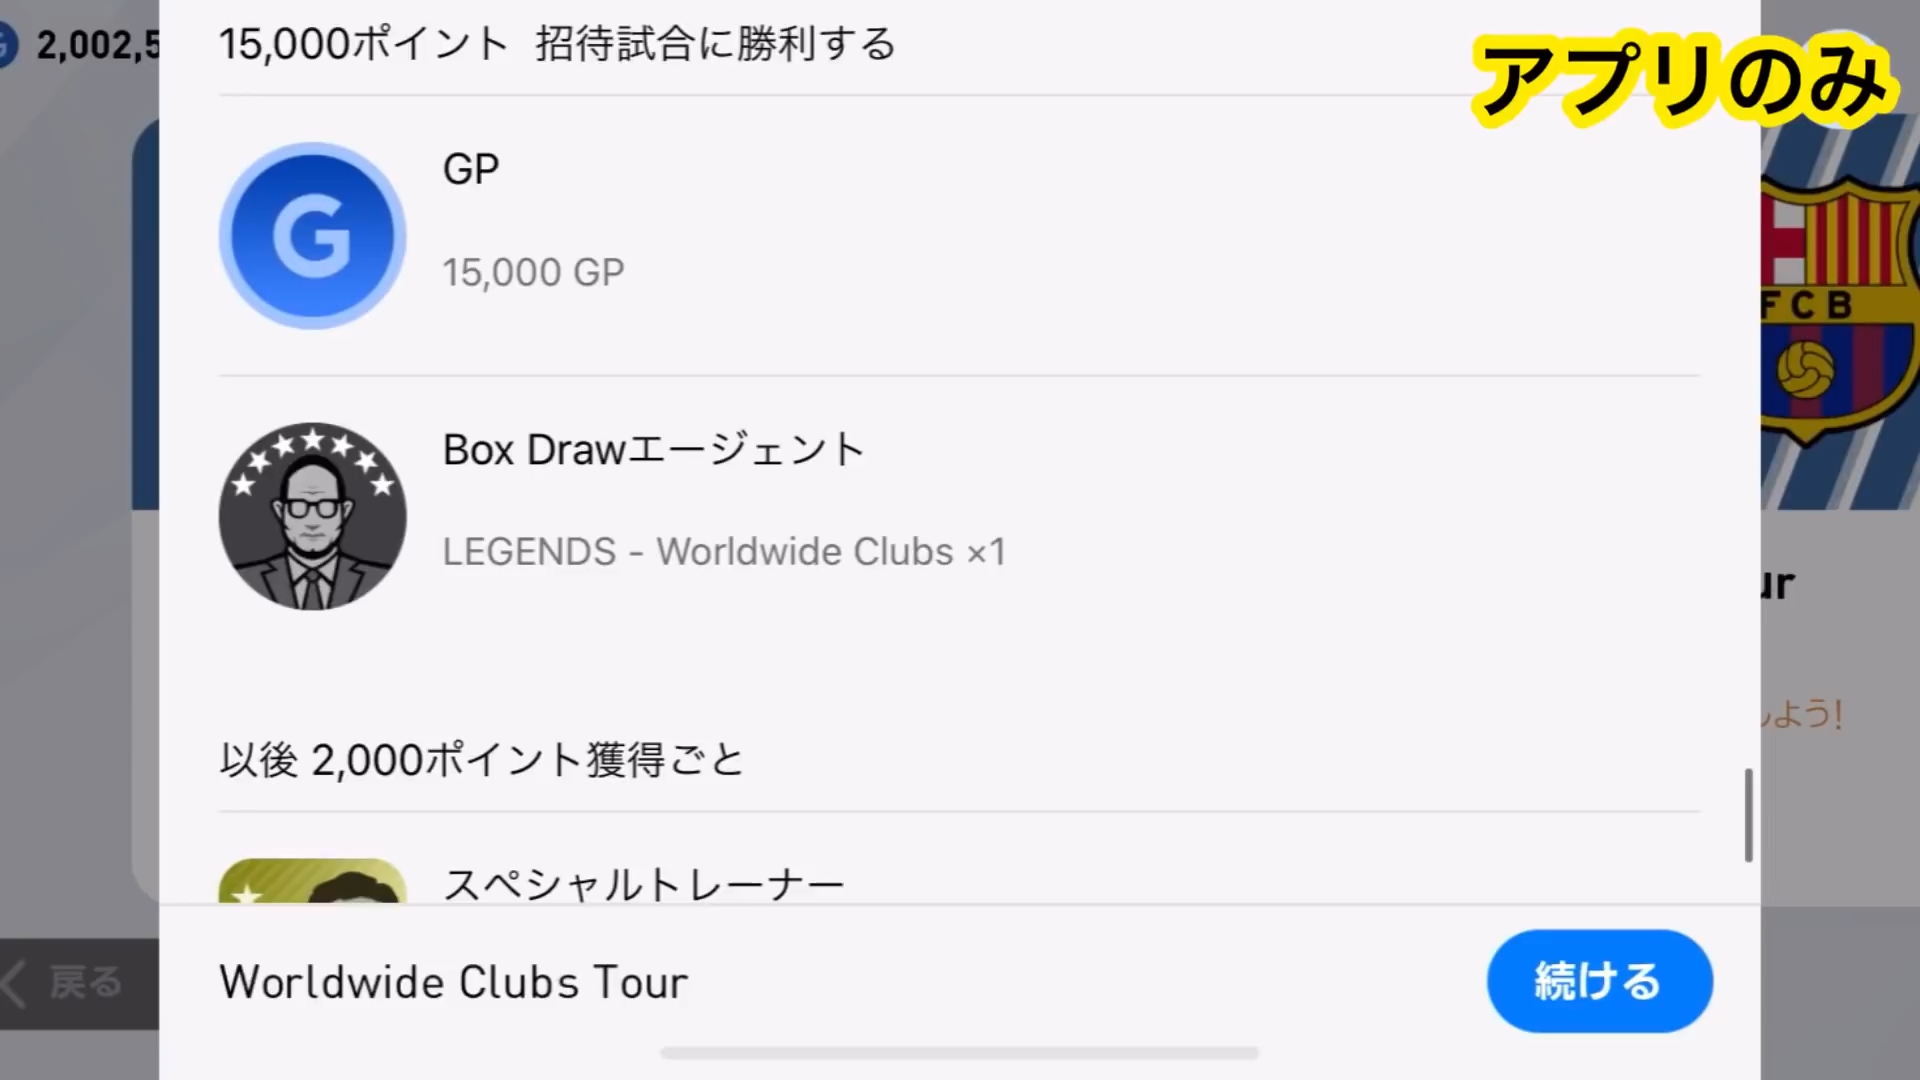 2,002,5
15,000ポイント 招待試合に勝利する
アプリのみ
GP
15,000 GP
FCB
Box Drawエージェント
LEGENDS - Worldwide Clubs ×1
ur
しよう!
以後 2,000ポイント獲得ごと
スペシャルトレーナー
戻る
Worldwide Clubs Tour
続ける